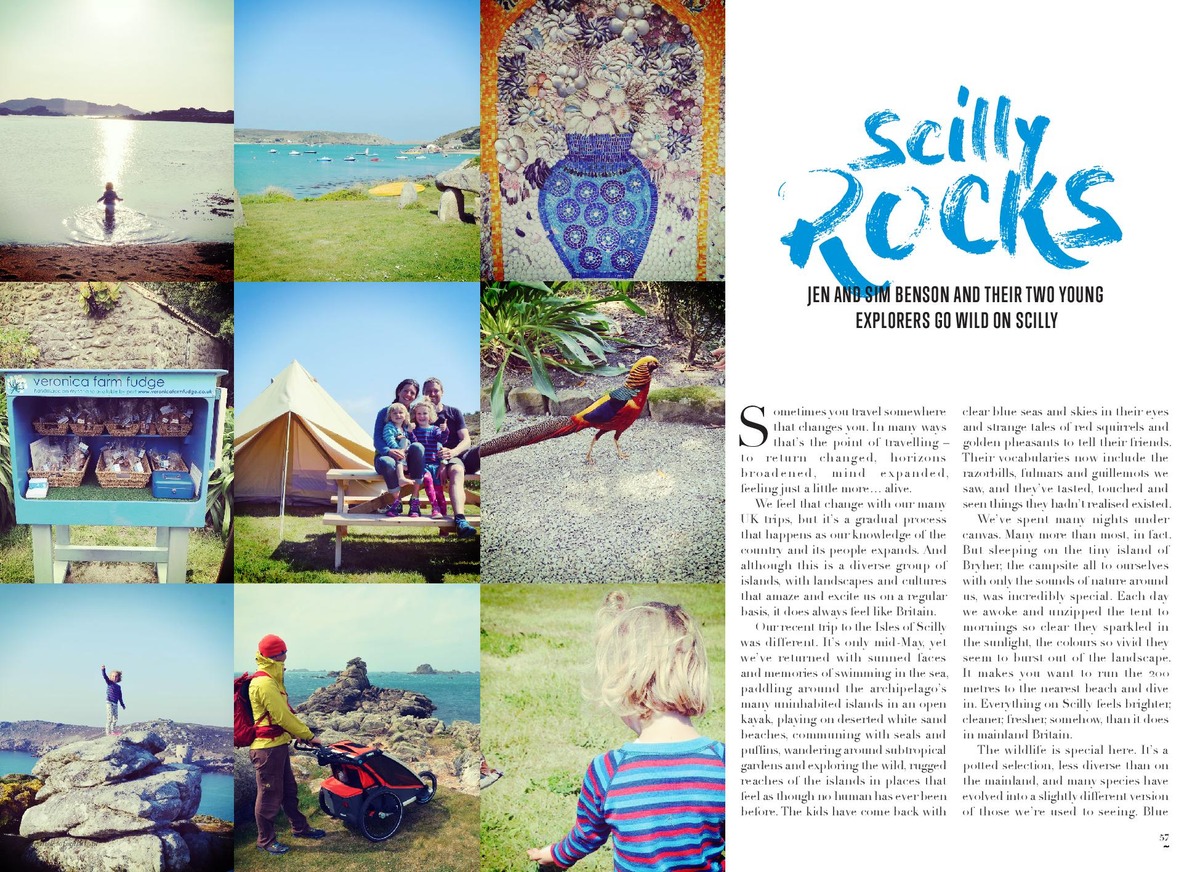 veronica farm fudge
www.veronicafarmfudge.co.uk
scilly
ROCKS
JEN AND SIM BENSON AND THEIR TWO YOUNG
EXPLORERS GO WILD ON SCILLY
Sometimes you travel somewhere
that changes you. In many ways
that's the point of travelling –
to return changed, horizons
broadened, mind expanded,
feeling just a little more… alive.
We feel that change with our many
UK trips, but it's a gradual process
that happens as our knowledge of the
country and its people expands. And
although this is a diverse group of
islands, with landscapes and cultures
that amaze and excite us on a regular
basis, it does always feel like Britain.
Our recent trip to the Isles of Scilly
was different. It's only mid-May, yet
we've returned with sunned faces
and memories of swimming in the sea,
paddling around the archipelago's
many uninhabited islands in an open
kayak, playing on deserted white sand
beaches, communing with seals and
puffins, wandering around subtropical
gardens and exploring the wild, rugged
reaches of the islands in places that
feel as though no human has ever been
before. The kids have come back with
clear blue seas and skies in their eyes
and strange tales of red squirrels and
golden pheasants to tell their friends.
Their vocabularies now include the
razorbills, fulmars and guillemots we
saw, and they've tasted, touched and
seen things they hadn't realised existed.
We've spent many nights under
canvas. Many more than most, in fact.
But sleeping on the tiny island of
Bryher, the campsite all to ourselves
with only the sounds of nature around
us, was incredibly special. Each day
we awoke and unzipped the tent to
mornings so clear they sparkled in
the sunlight, the colours so vivid they
seem to burst out of the landscape.
It makes you want to run the 200
metres to the nearest beach and dive
in. Everything on Scilly feels brighter,
cleaner, fresher, somehow, than it does
in mainland Britain.
The wildlife is special here. It's a
potted selection, less diverse than on
the mainland, and many species have
evolved into a slightly different version
of those we're used to seeing. Blue
57